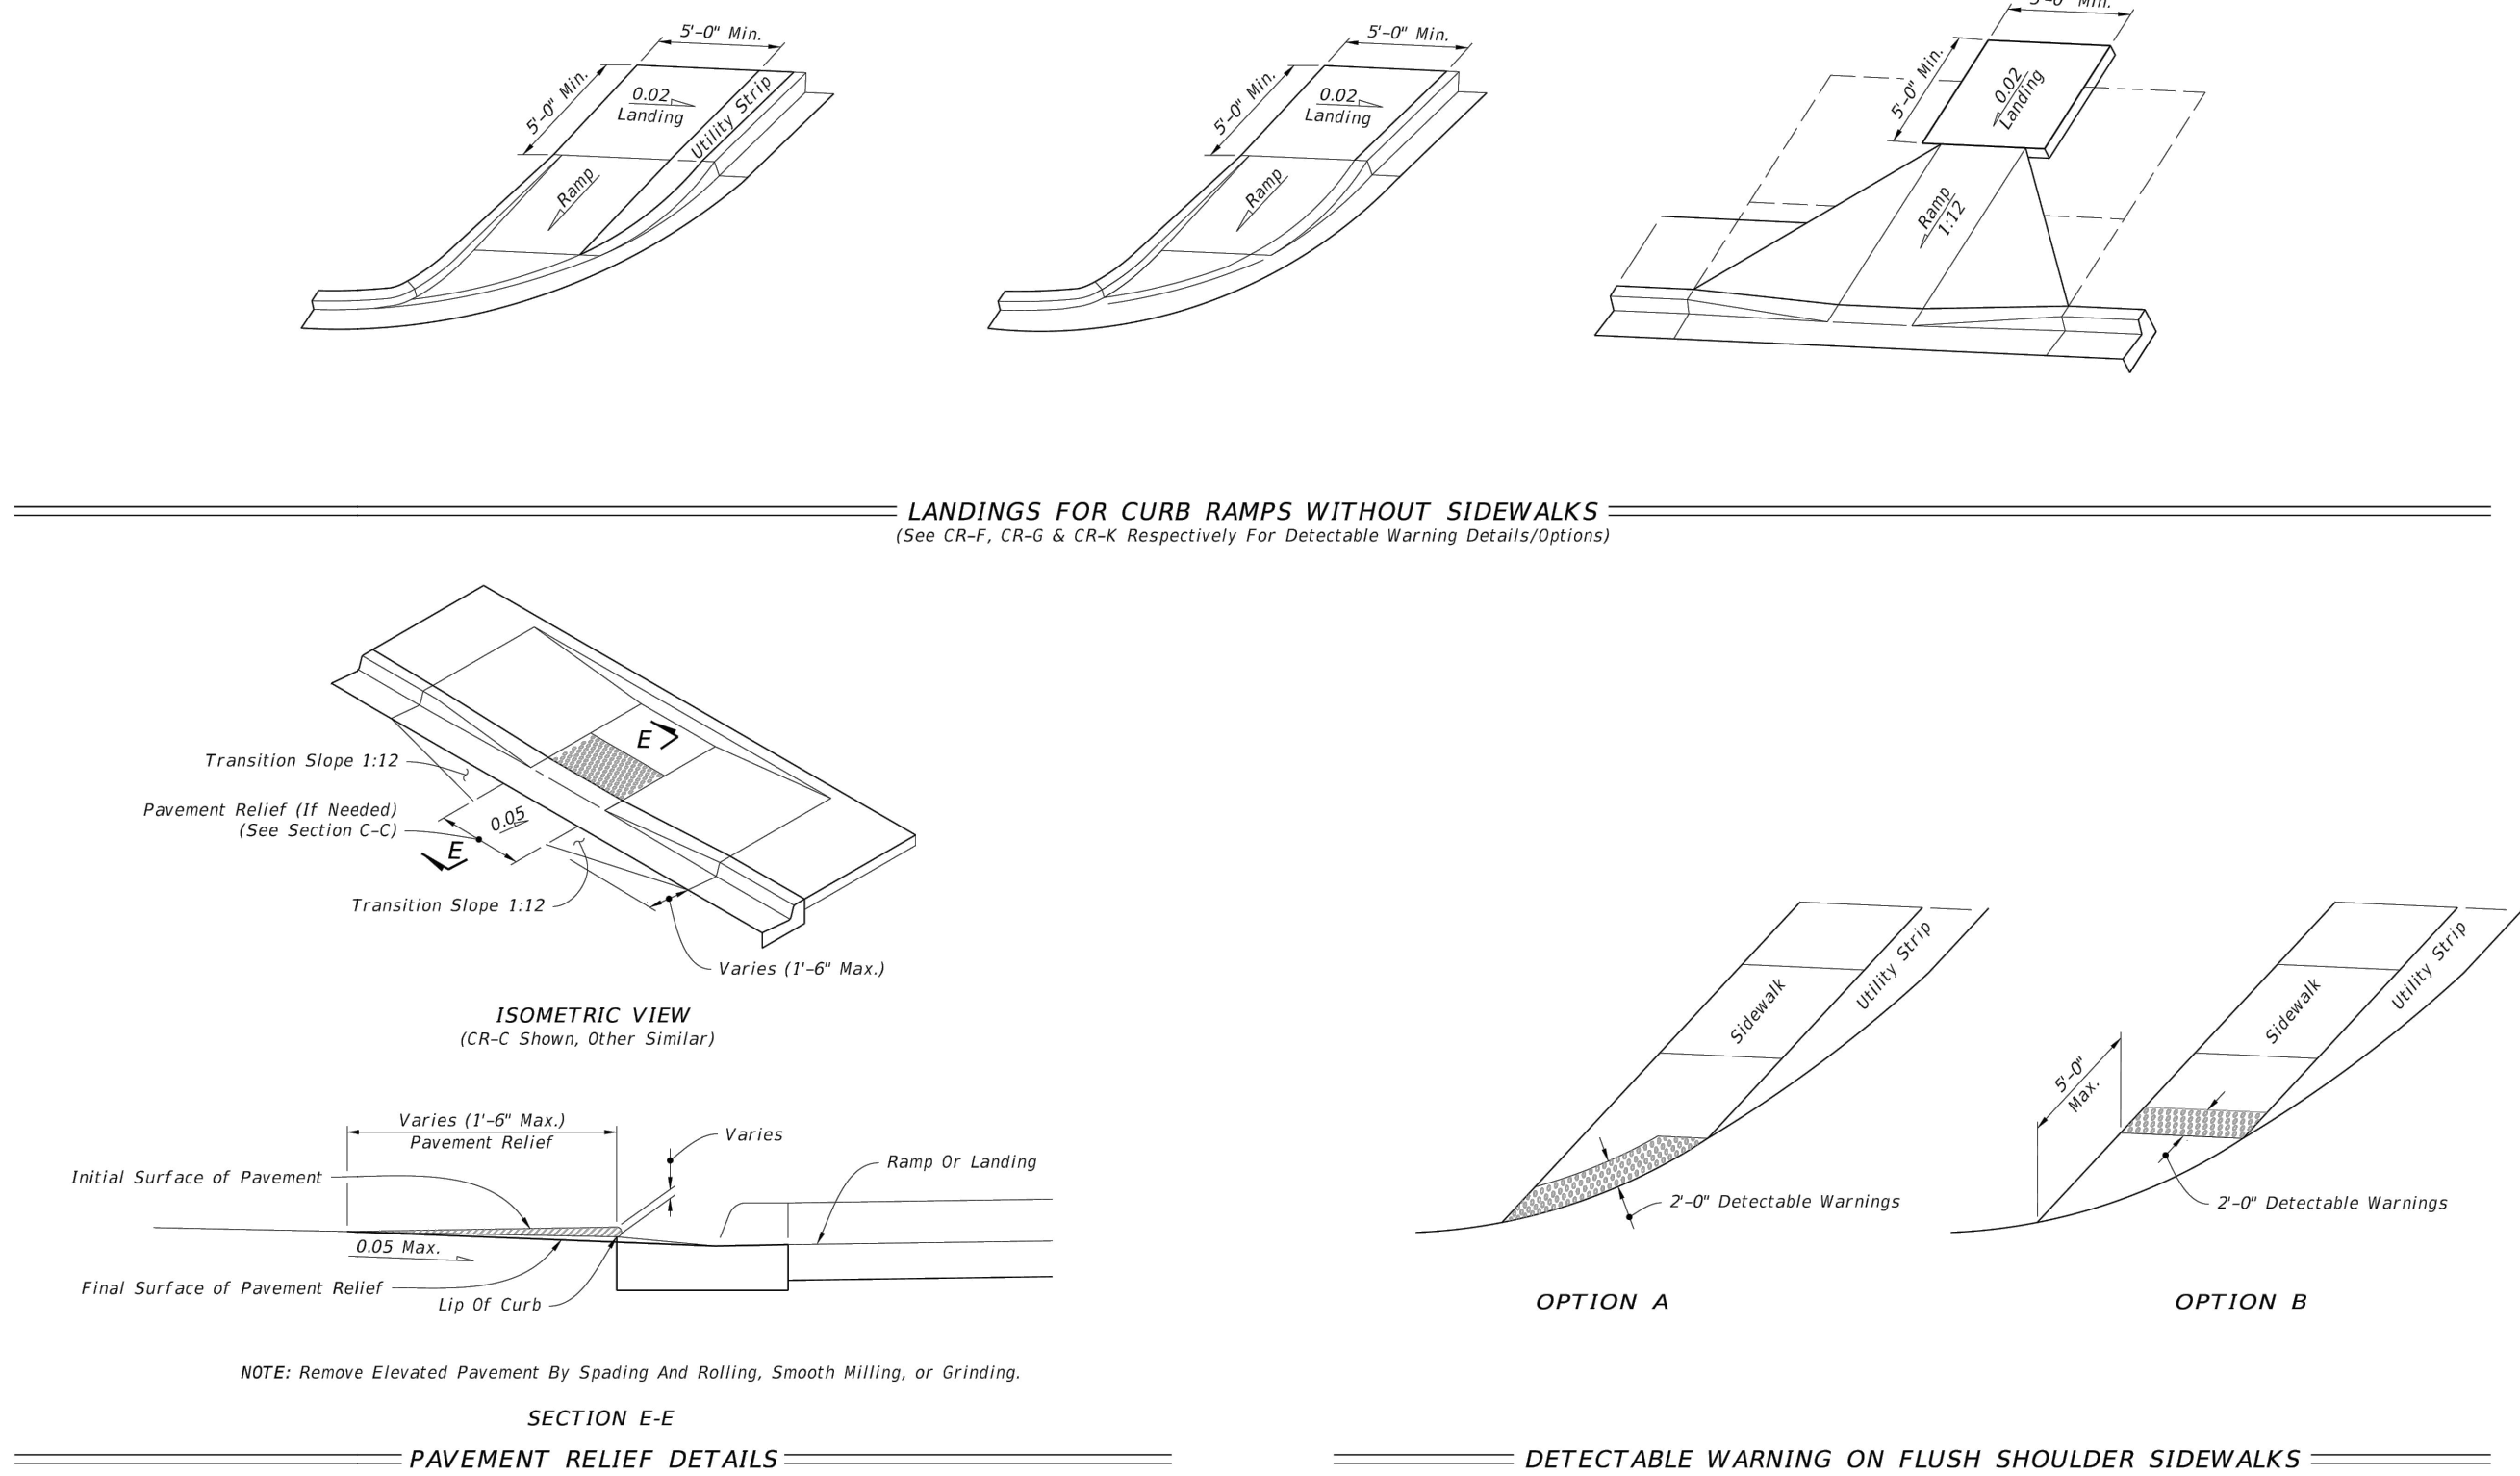 5'-0" Min.
5'-0" Min.
0.02
Landing
Utility Strip
Ramp
5'-0" Min.
5'-0" Min.
0.02
Landing
Ramp
5'-0" Min.
5'-0" Min.
0.02
Landing
Ramp
1:12
LANDINGS FOR CURB RAMPS WITHOUT SIDEWALKS
(See CR-F, CR-G & CR-K Respectively For Detectable Warning Details/Options)
E
Transition Slope 1:12
Pavement Relief (If Needed)
(See Section C-C)
0.05
E
Transition Slope 1:12
Varies (1'-6" Max.)
ISOMETRIC VIEW
(CR-C Shown, Other Similar)
Varies (1'-6" Max.)
Pavement Relief
Varies
Initial Surface of Pavement
Ramp Or Landing
0.05 Max.
Final Surface of Pavement Relief
Lip Of Curb
NOTE: Remove Elevated Pavement By Spading And Rolling, Smooth Milling, or Grinding.
SECTION E-E
PAVEMENT RELIEF DETAILS
Sidewalk
Utility Strip
2'-0" Detectable Warnings
OPTION A
Sidewalk
Utility Strip
5'-0"
Max.
2'-0" Detectable Warnings
OPTION B
DETECTABLE WARNING ON FLUSH SHOULDER SIDEWALKS